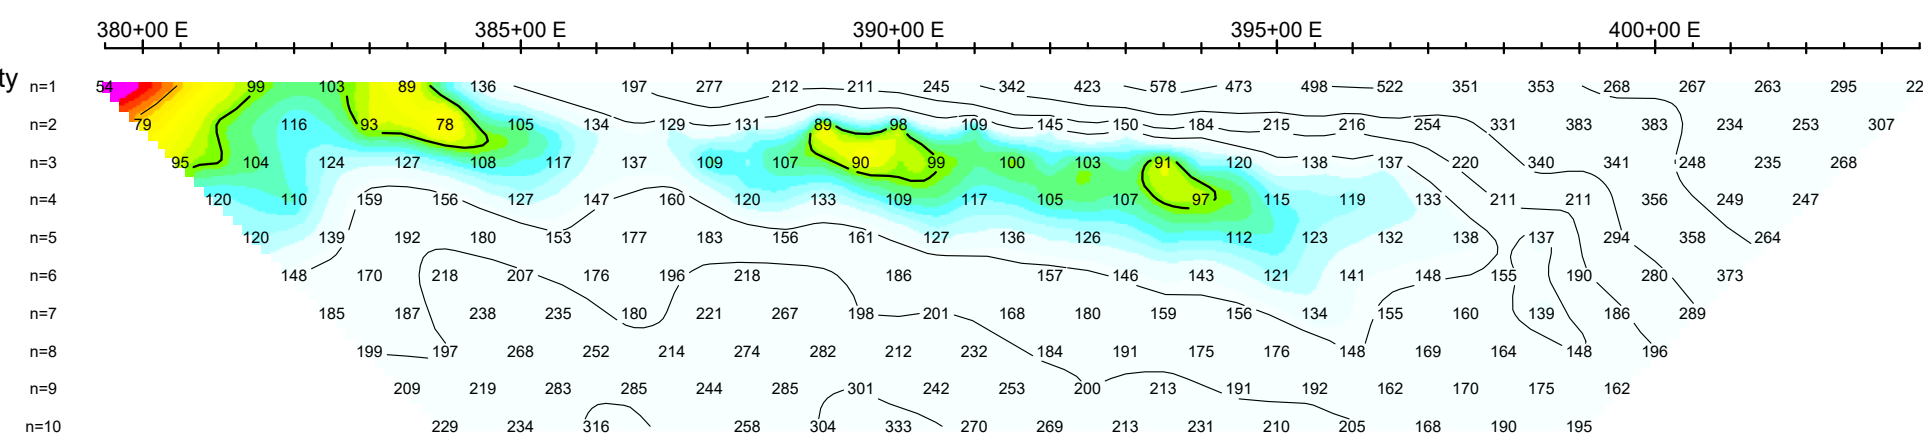 380+00 E 385+00 E 390+00 E 395+00 E 400+00 E
ty n=1 54 99 103 89 136 197 277 212 211 245 342 423 578 473 498 522 351 353 268 267 263 295 22
n=2 79 116 93 78 105 134 129 131 89 98 109 145 150 184 215 216 254 331 383 383 234 253 307
n=3 95 104 124 127 108 117 137 109 107 90 99 100 103 91 120 138 137 220 340 341 248 235 268
n=4 120 110 159 156 127 147 160 120 133 109 117 105 107 97 115 119 133 211 211 356 249 247
n=5 120 139 192 180 153 177 183 156 161 127 136 126 112 123 132 138 137 294 358 264
n=6 148 170 218 207 176 196 218 186 157 146 143 121 141 148 155 190 280 373
n=7 185 187 238 235 180 221 267 198 201 168 180 159 156 134 155 160 139 186 289
n=8 199 197 268 252 214 274 282 212 232 184 191 175 176 148 169 164 148 196
n=9 209 219 283 285 244 285 301 242 253 200 213 191 192 162 170 175 162
n=10 229 234 316 258 304 333 270 269 213 231 210 205 168 190 195